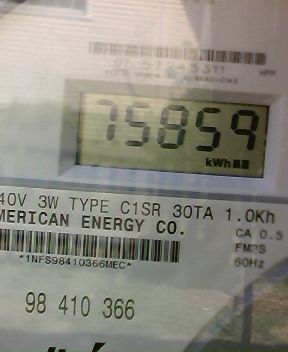 75859
kWh
40V 3W TYPE C1SR 30TA 1.0Kh
MERICAN ENERGY CO.
CA 0.5
FM2S
60Hz
*1NFS98410366MEC*
98 410 366